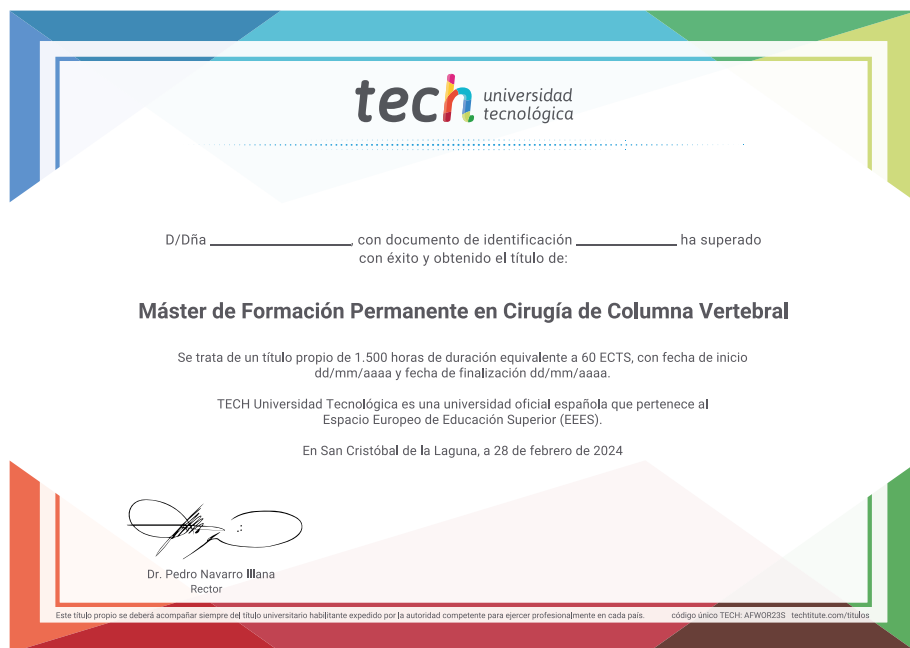 tech universidad
tecnológica
D/Dña ____________________, con documento de identificación ______________ ha superado
con éxito y obtenido el título de:
Máster de Formación Permanente en Cirugía de Columna Vertebral
Se trata de un título propio de 1.500 horas de duración equivalente a 60 ECTS, con fecha de inicio
dd/mm/aaaa y fecha de finalización dd/mm/aaaa.
TECH Universidad Tecnológica es una universidad oficial española que pertenece al
Espacio Europeo de Educación Superior (EEES).
En San Cristóbal de la Laguna, a 28 de febrero de 2024
Dr. Pedro Navarro Illana
Rector
Este título propio se deberá acompañar siempre del título universitario habilitante expedido por la autoridad competente para ejercer profesionalmente en cada país. código único TECH: AFWOR23S techtitute.com/titulos